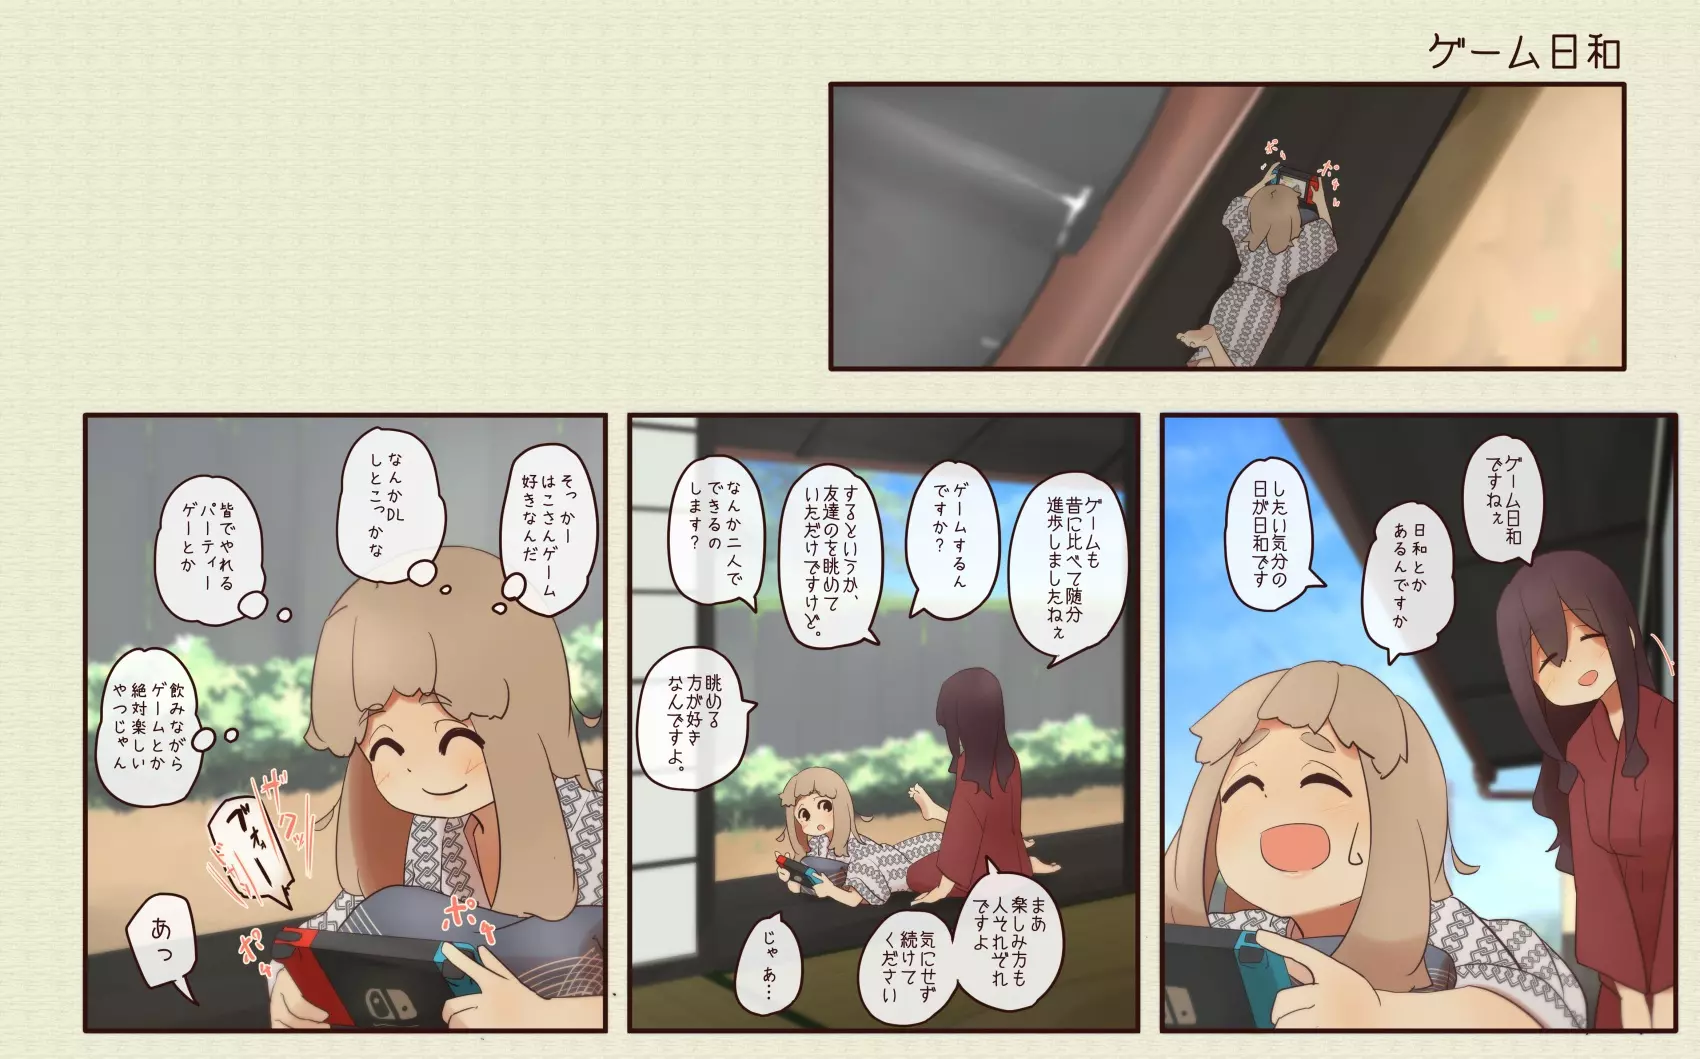 ゲーム日和
ポチ
ポチ
ゲーム日和
ですねぇ
日和とか
あるんですか
したい気分の
日が日和です
ゲームも
昔に比べて随分
進歩しましたねぇ
ゲームするん
ですか?
するというか、
友達のを眺めて
いただけですけど。
なんか二人で
できるの
します?
眺める
方が好き
なんですよ。
まあ
楽しみ方も
人それぞれ
ですよ
気にせず
続けて
ください
じゃあ…
そっかー
はこさんゲーム
好きなんだ
なんかDL
しとこっかな
皆でやれる
パーティー
ゲーとか
飲みながら
ゲームとか
絶対楽しい
やつじゃん
ザクッ
ブオォー
あっ
ポチ
ポチ